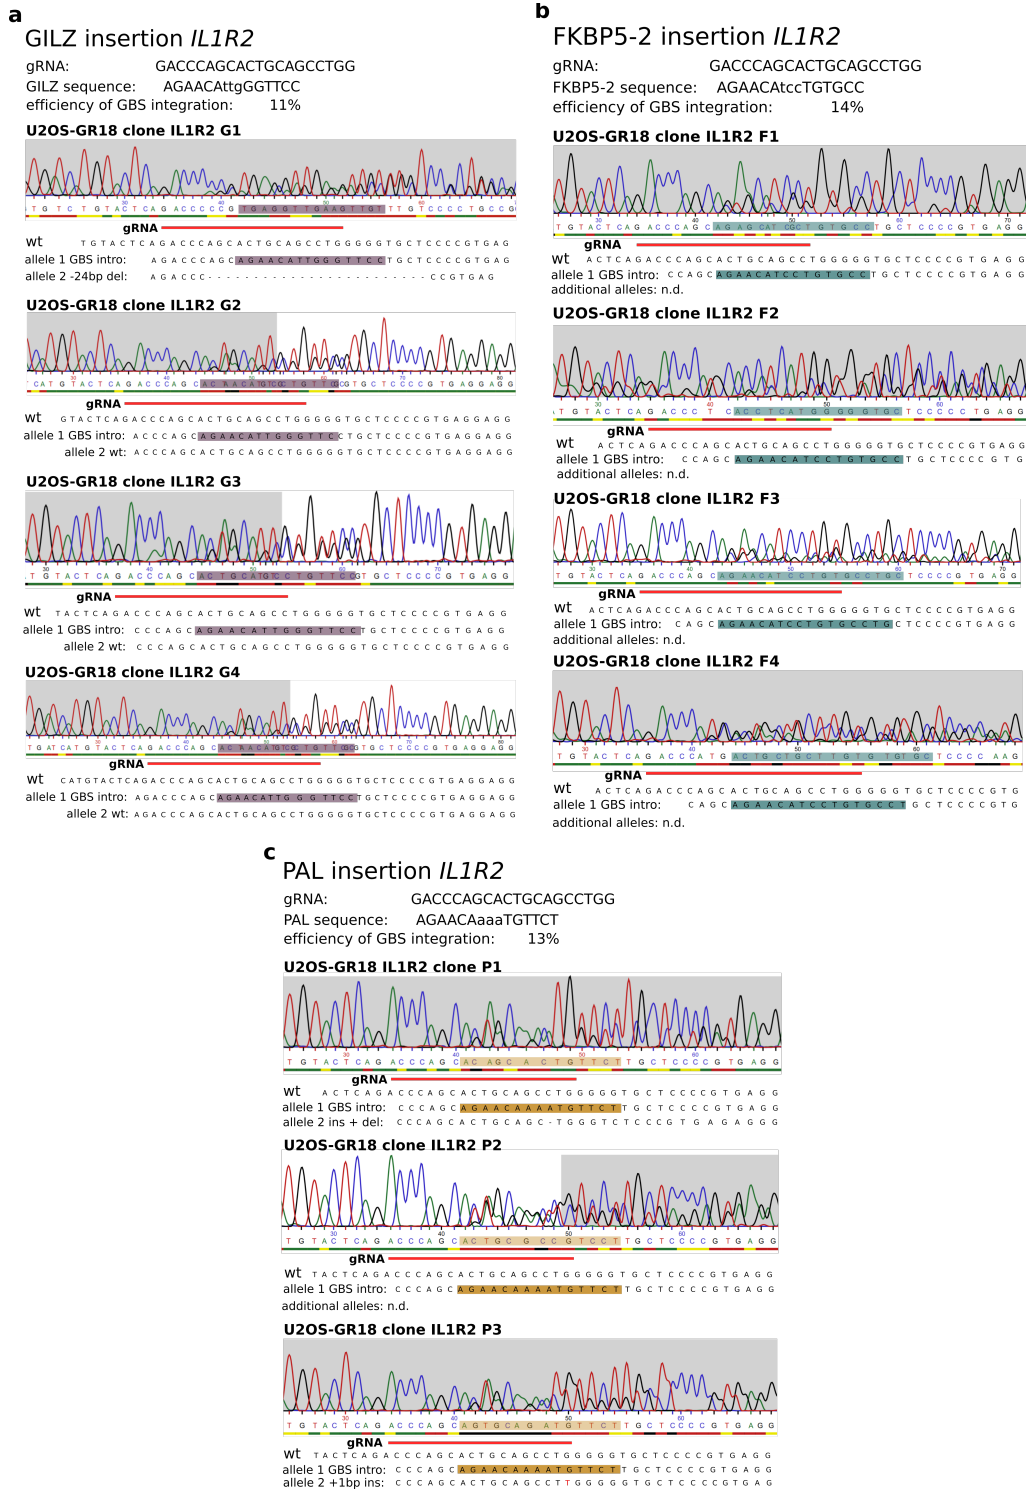 a
GILZ insertion IL1R2
gRNA: GACCCAGCACTGCAGCCTGG
GILZ sequence: AGAACAttgGGTTCC
efficiency of GBS integration: 11%
U2OS-GR18 clone IL1R2 G1
gRNA
wt TGTACTCAGACCCAGCACTGCAGCCTGGGGGTGCTCCCCGTGAG
allele 1 GBS intro: AGACCCAGCAGAACATTGGGTTCCTGCTCCCCGTGAG
allele 2 -24bp del: AGACCC------------------------CCGTGAG
U2OS-GR18 clone IL1R2 G2
gRNA
wt GTACTCAGACCCAGCACTGCAGCCTGGGGGTGCTCCCCGTGAGGAGG
allele 1 GBS intro: ACCCAGCAGAACATTGGGTTCCTGCTCCCCGTGAGGAGG
allele 2 wt: ACCCAGCACTGCAGCCTGGGGGTGCTCCCCGTGAGGAGG
U2OS-GR18 clone IL1R2 G3
gRNA
wt TACTCAGACCCAGCACTGCAGCCTGGGGGTGCTCCCCGTGAGG
allele 1 GBS intro: CCCAGCAGAACATTGGGTTCCTGCTCCCCGTGAGG
allele 2 wt: CCCAGCACTGCAGCCTGGGGGTGCTCCCCGTGAGG
U2OS-GR18 clone IL1R2 G4
gRNA
wt CATGTACTCAGACCCAGCACTGCAGCCTGGGGGTGCTCCCCGTGAGGAGG
allele 1 GBS intro: AGACCCAGCAGAACATTGGGTTCCTGCTCCCCGTGAGGAGG
allele 2 wt: AGACCCAGCACTGCAGCCTGGGGGTGCTCCCCGTGAGGAGG
b
FKBP5-2 insertion IL1R2
gRNA: GACCCAGCACTGCAGCCTGG
FKBP5-2 sequence: AGAACAtccTGTGCC
efficiency of GBS integration: 14%
U2OS-GR18 clone IL1R2 F1
gRNA
wt ACTCAGACCCAGCACTGCAGCCTGGGGGTGCTCCCCGTGAGG
allele 1 GBS intro: CCAGCAGAACATCCTGTGCCTGCTCCCCGTGAGG
additional alleles: n.d.
U2OS-GR18 clone IL1R2 F2
gRNA
wt ACTCAGACCCAGCACTGCAGCCTGGGGGTGCTCCCCGTGAGG
allele 1 GBS intro: CCAGCAGAACATCCTGTGCCTGCTCCCCGTG
additional alleles: n.d.
U2OS-GR18 clone IL1R2 F3
TGTACTCAGACCCAGCAGAACATCCTGTGCCTGCTCCCCGTGAGG
gRNA
wt ACTCAGACCCAGCACTGCAGCCTGGGGGTGCTCCCCGTGAGG
allele 1 GBS intro: CAGCAGAACATCCTGTGCCTGCTCCCCGTGAGG
additional alleles: n.d.
U2OS-GR18 clone IL1R2 F4
gRNA
wt ACTCAGACCCAGCACTGCAGCCTGGGGGTGCTCCCCGTG
allele 1 GBS intro: CAGCAGAACATCCTGTGCCTGCTCCCCGTG
additional alleles: n.d.
c
PAL insertion IL1R2
gRNA: GACCCAGCACTGCAGCCTGG
PAL sequence: AGAACAaaaTGTTCT
efficiency of GBS integration: 13%
U2OS-GR18 IL1R2 clone P1
gRNA
wt ACTCAGACCCAGCACTGCAGCCTGGGGGTGCTCCCCGTGAGG
allele 1 GBS intro: CCCAGCAGAACAAAATGTTCTTGCTCCCCGTGAGG
allele 2 ins + del: CCCAGCACTGCAGC-TGGGTCTCCCGTGAGAGGG
U2OS-GR18 clone IL1R2 P2
gRNA
wt TACTCAGACCCAGCACTGCAGCCTGGGGGTGCTCCCCGTGAGG
allele 1 GBS intro: CCCAGCAGAACAAAATGTTCTTGCTCCCCGTGAGG
additional alleles: n.d.
U2OS-GR18 clone IL1R2 P3
gRNA
wt TACTCAGACCCAGCACTGCAGCCTGGGGGTGCTCCCCGTGAGG
allele 1 GBS intro: CCCAGCAGAACAAAATGTTCTTGCTCCCCGTGAGG
allele 2 +1bp ins: CCCAGCACTGCAGCCTTGGGGGTGCTCCCCGTGAG